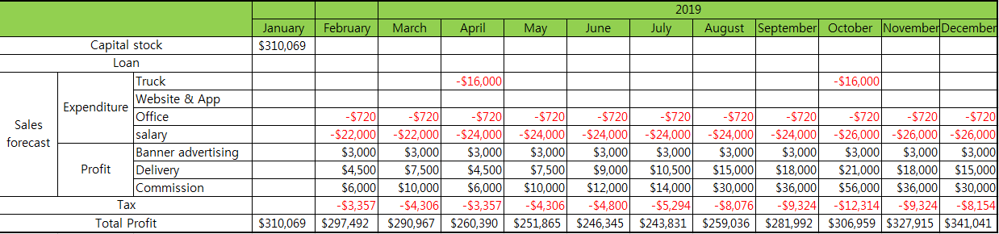 2019
January February March April May June July August September October November December
Capital stock $310,069
Loan
Truck -$16,000 -$16,000
Expenditure
Website & App
Office -$720 -$720 -$720 -$720 -$720 -$720 -$720 -$720 -$720 -$720 -$720
Sales forecast
salary -$22,000 -$22,000 -$24,000 -$24,000 -$24,000 -$24,000 -$24,000 -$24,000 -$26,000 -$26,000 -$26,000
Banner advertising $3,000 $3,000 $3,000 $3,000 $3,000 $3,000 $3,000 $3,000 $3,000 $3,000 $3,000
Profit Delivery $4,500 $7,500 $4,500 $7,500 $9,000 $10,500 $15,000 $18,000 $21,000 $18,000 $15,000
Commission $6,000 $10,000 $6,000 $10,000 $12,000 $14,000 $30,000 $36,000 $56,000 $36,000 $30,000
Tax -$3,357 -$4,306 -$3,357 -$4,306 -$4,800 -$5,294 -$8,076 -$9,324 -$12,314 -$9,324 -$8,154
Total Profit $310,069 $297,492 $290,967 $260,390 $251,865 $246,345 $243,831 $259,036 $281,992 $306,959 $327,915 $341,041